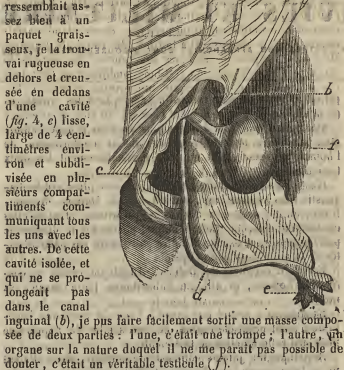 ressemblait as-
sez bien à un
paquet grais-
seux, je la trou-
vai rugueuse en
dehors et creu-
sée en dedans
d'une cavité
(fig. 4, c) lisse,
large de 4 cen-
timètres envi-
ron et subdi-
visée en plu-
sieurs compar-
timents com-
muniquant tous
les uns avec les
autres. De cette
cavité isolée, et
qui ne se pro-
longeait pas
dans le canal
inguinal (b), je pus faire facilement sortir une masse compo-
sée de deux parties : l'une, c'était une trompe ; l'autre, un
organe sur la nature duquel il ne me paraît pas possible de
douter, c'était un véritable testicule (f).
b
f
c
d
e